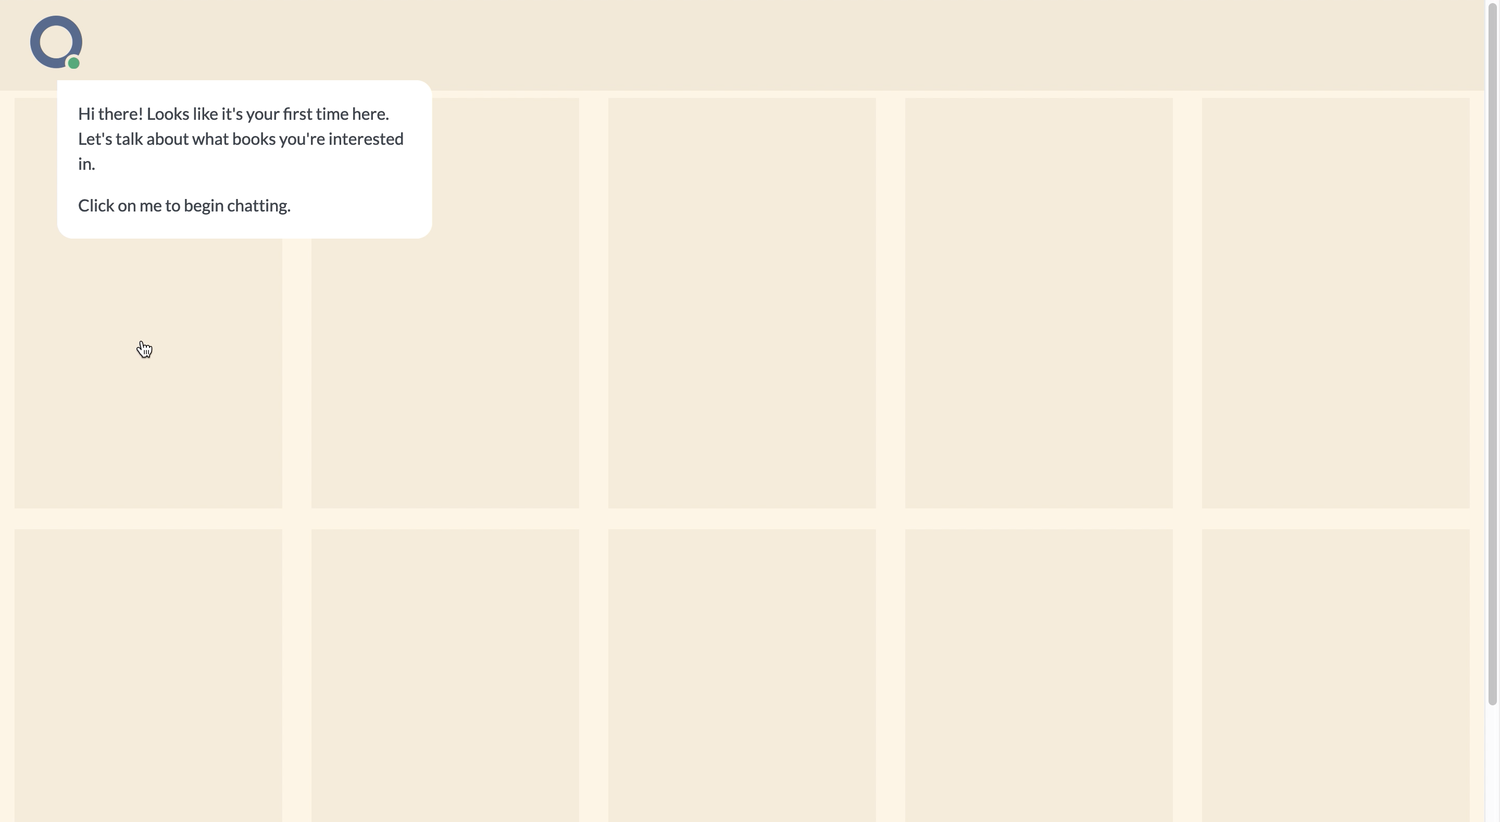 Hi there! Looks like it's your first time here.
Let's talk about what books you're interested
in.
Click on me to begin chatting.